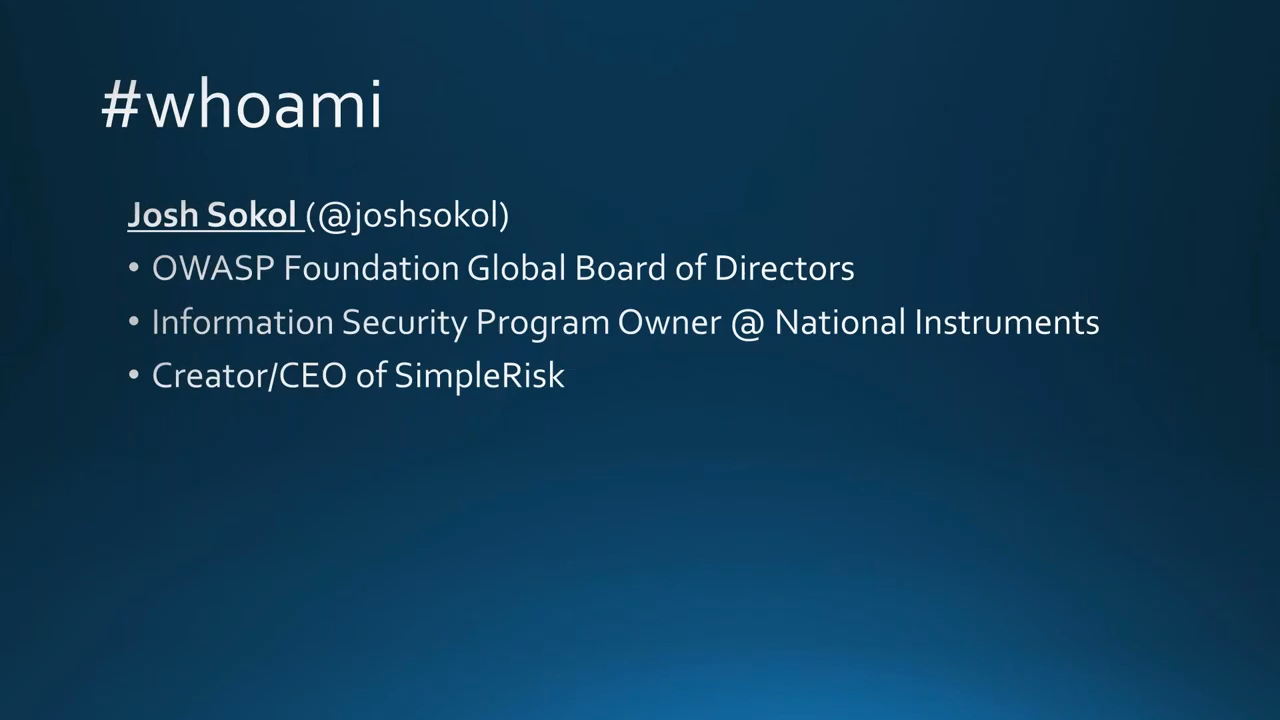 #whoami
Josh Sokol (@joshsokol)
• OWASP Foundation Global Board of Directors
• Information Security Program Owner @ National Instruments
• Creator/CEO of SimpleRisk